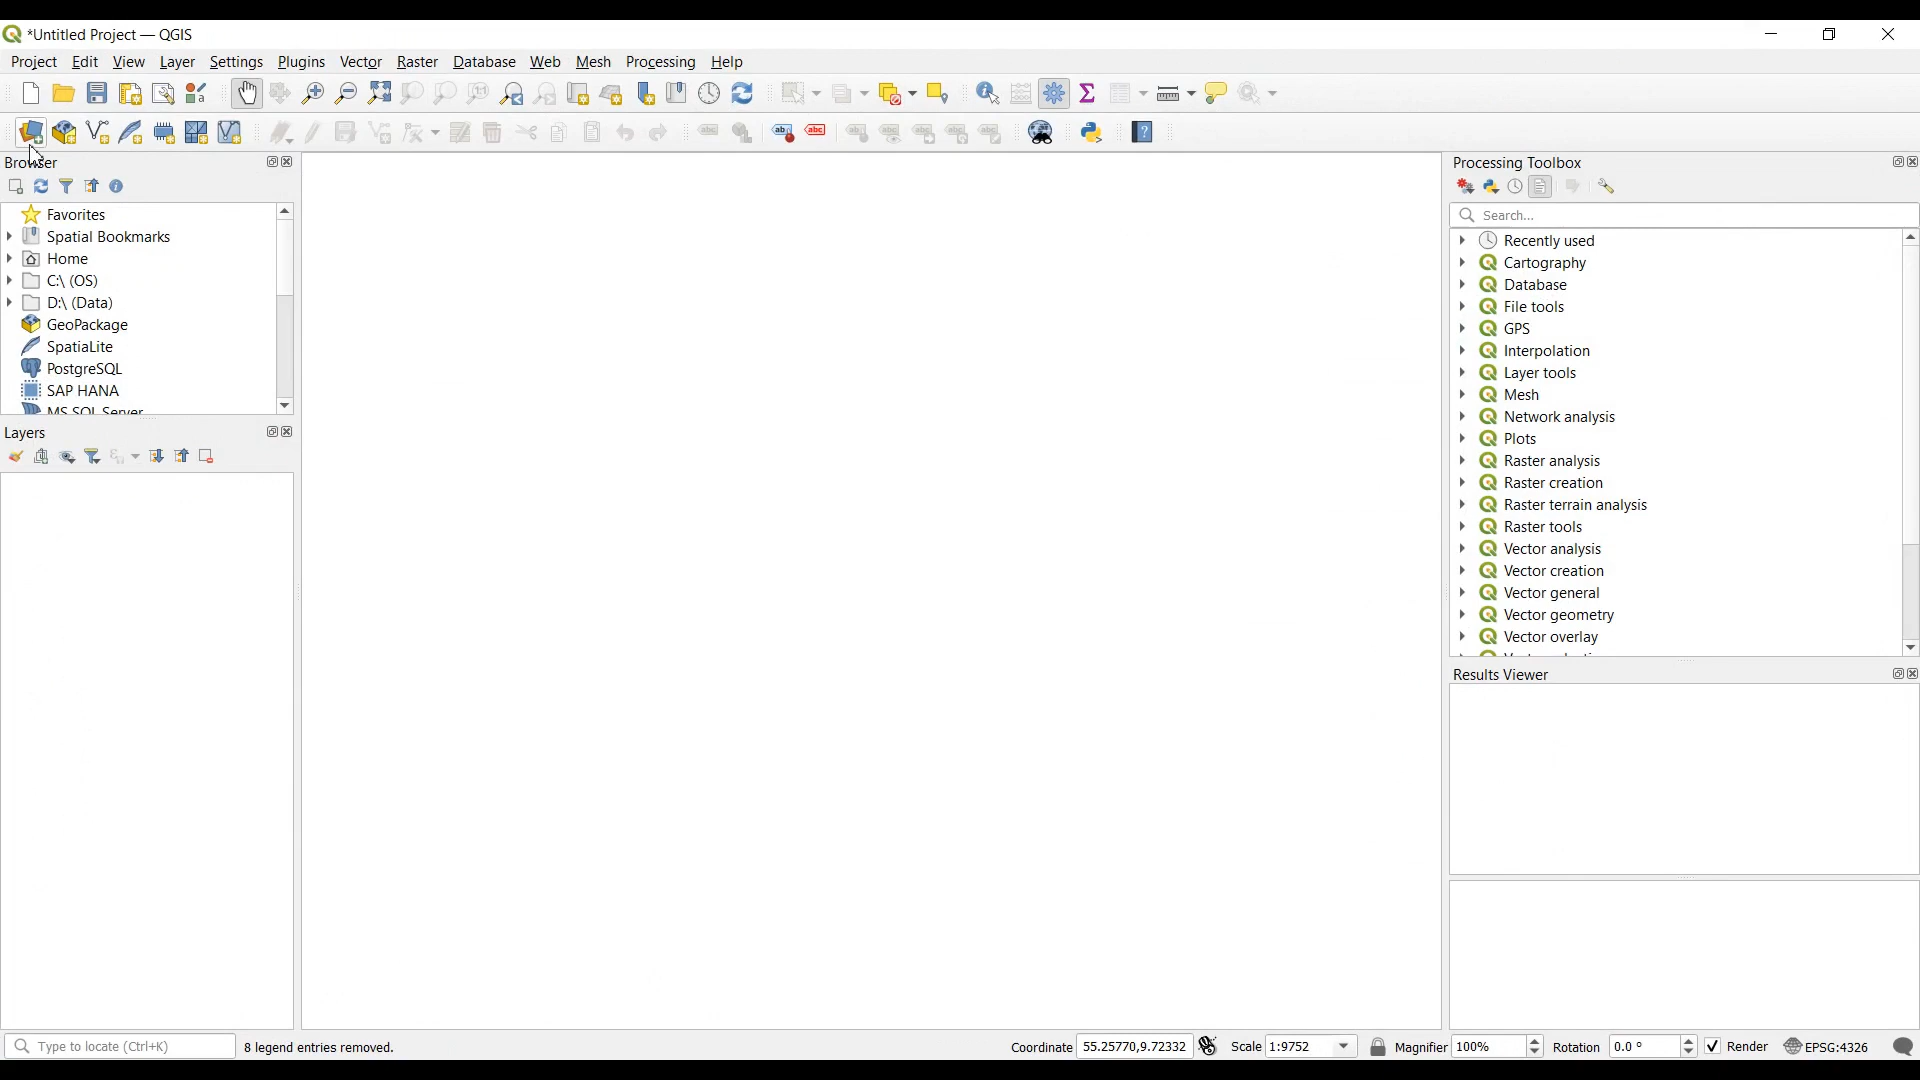 *Untitled Project — QGIS
Project Edit View Layer Settings Plugins Vector Raster Database Web Mesh Processing Help
Browser
Favorites
Spatial Bookmarks
Home
C:\ (OS)
D:\ (Data)
GeoPackage
SpatiaLite
PostgreSQL
SAP HANA
MS SQL Server
Layers
Processing Toolbox
Search...
Recently used
Cartography
Database
File tools
GPS
Interpolation
Layer tools
Mesh
Network analysis
Plots
Raster analysis
Raster creation
Raster terrain analysis
Raster tools
Vector analysis
Vector creation
Vector general
Vector geometry
Vector overlay
Results Viewer
Type to locate (Ctrl+K) 8 legend entries removed. Coordinate 55.25770,9.72332 Scale 1:9752 Magnifier 100% Rotation 0.0 ° Render EPSG:4326